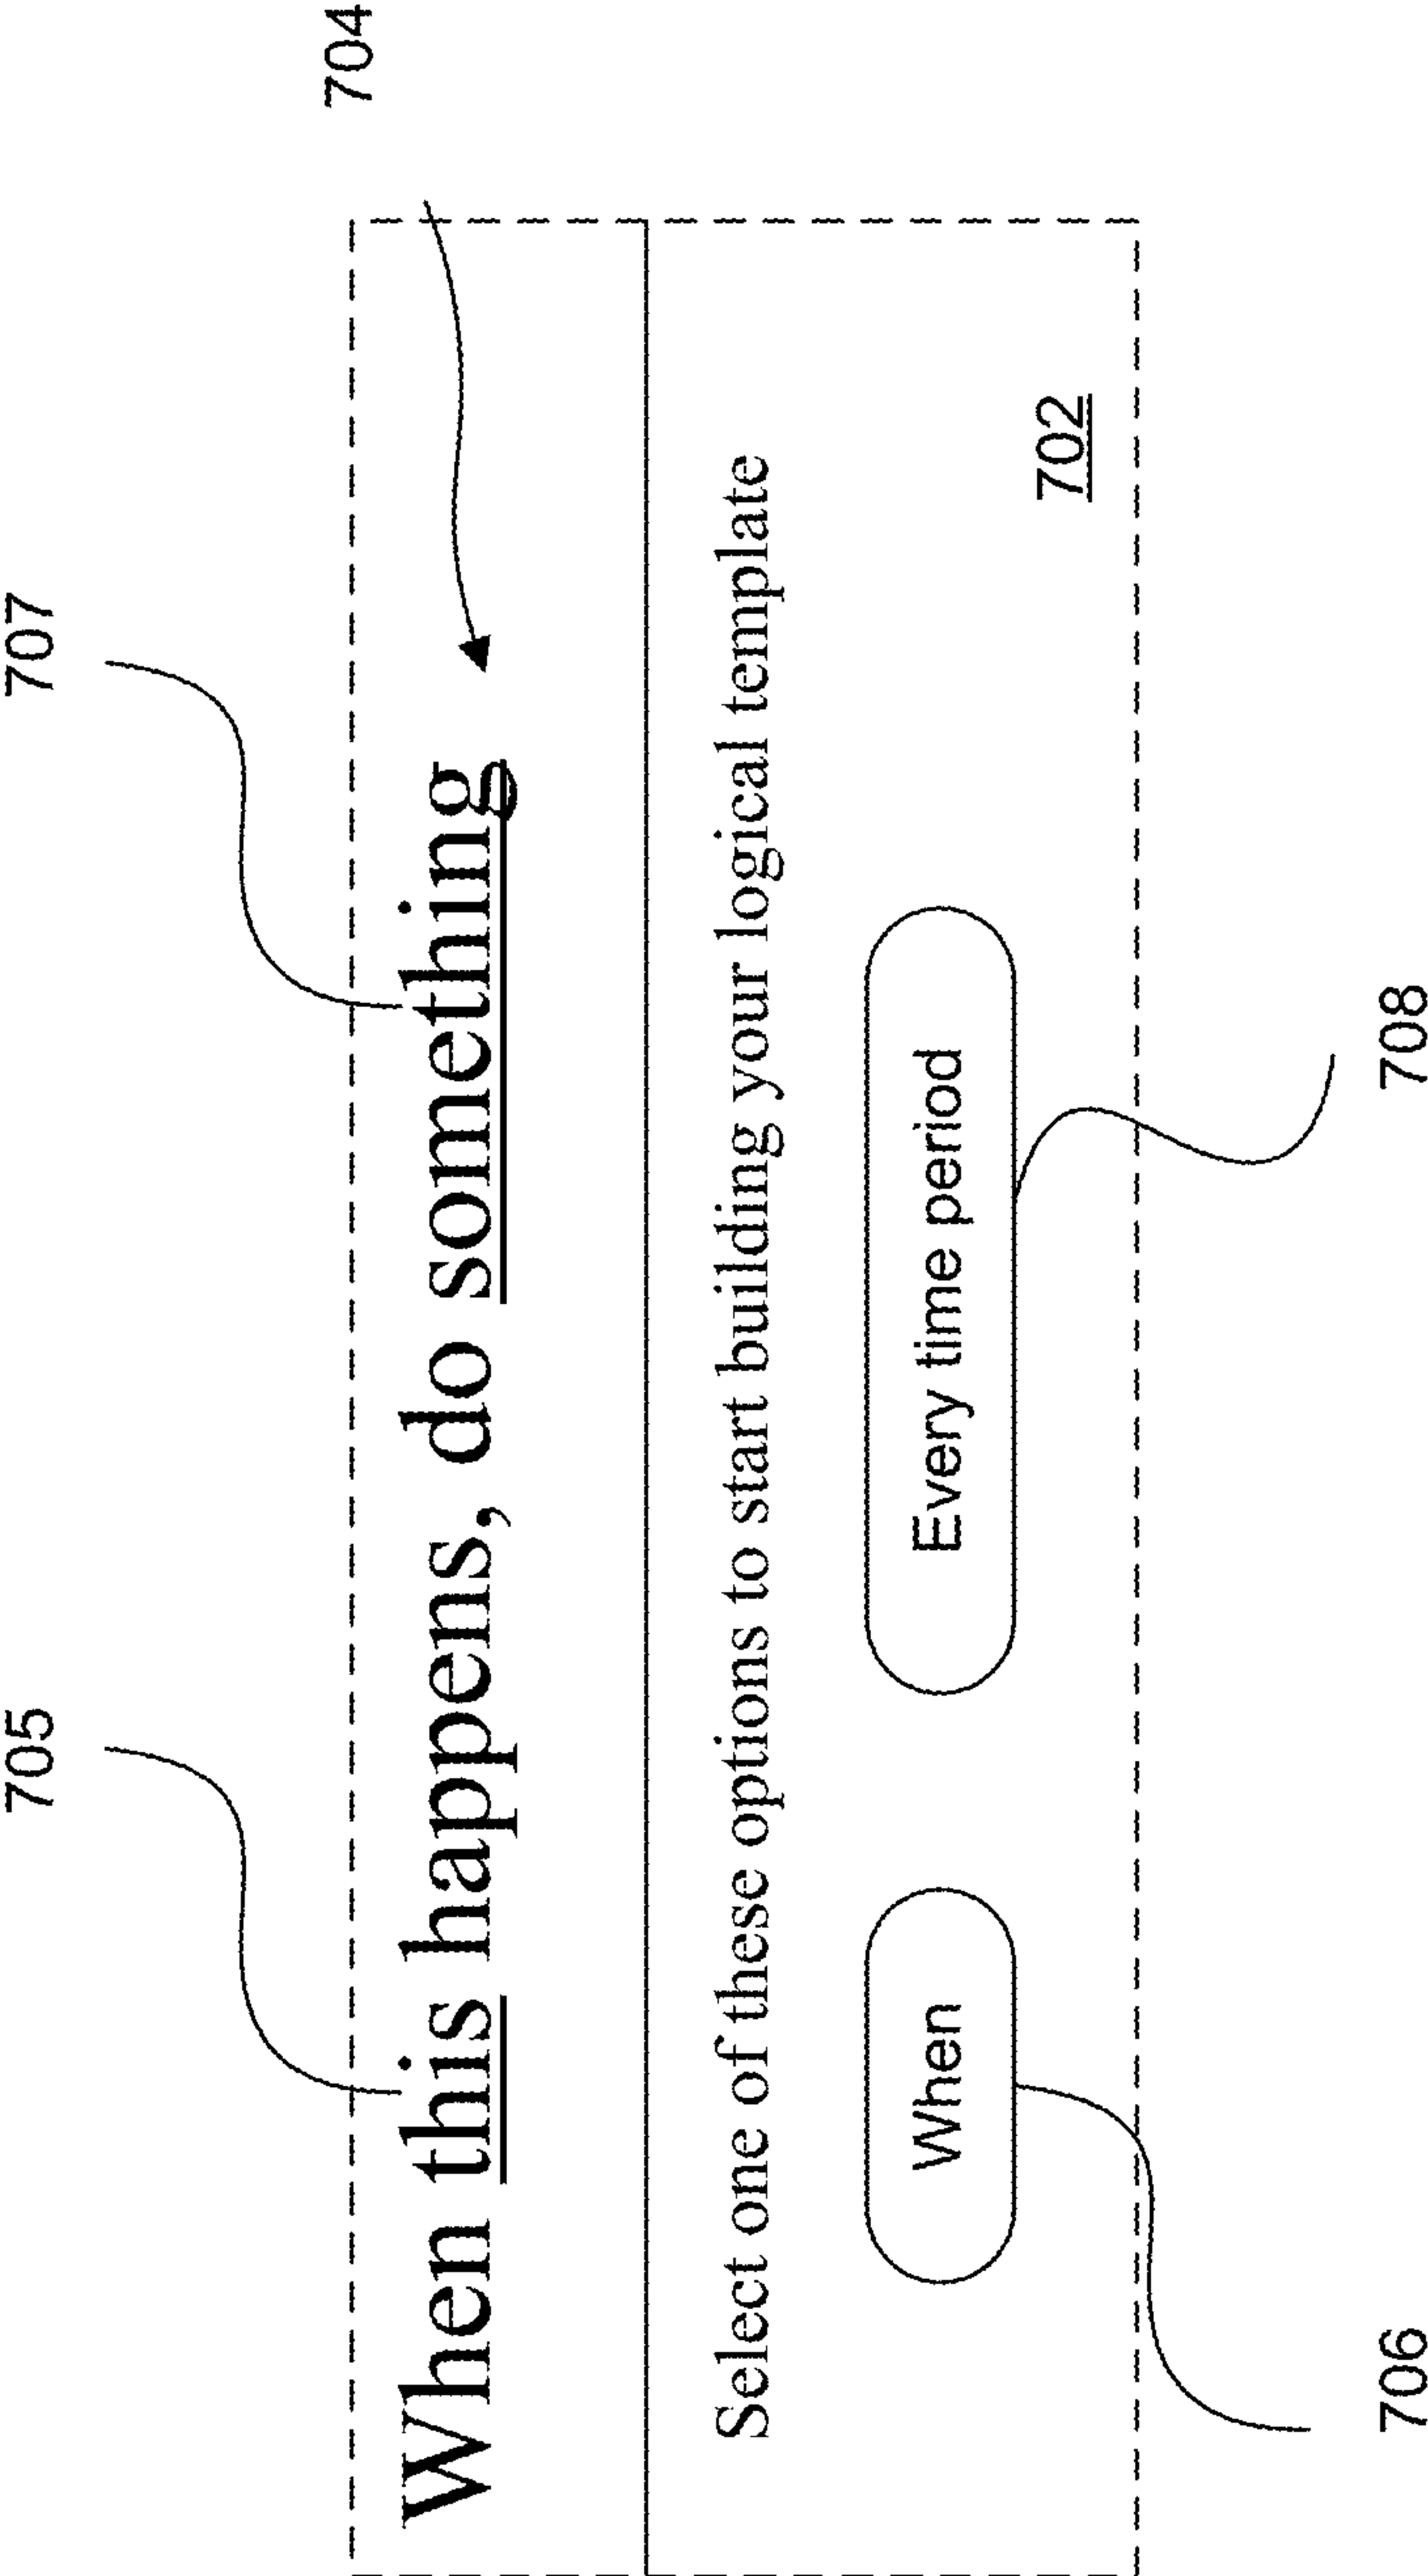 705
707
704
When this happens, do something
Select one of these options to start building your logical template
When
Every time period
702
706
708